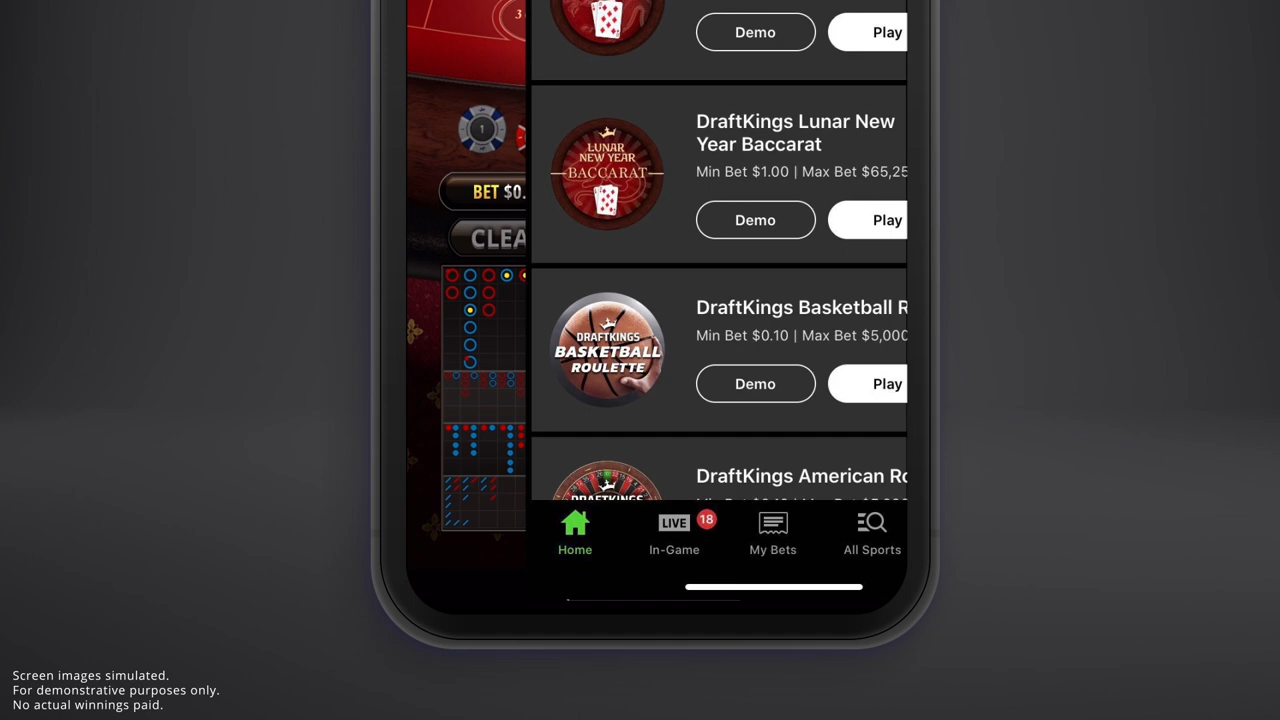 Demo
Play
DraftKings Lunar New
Year Baccarat
Min Bet $1.00 | Max Bet $65,25
LUNAR
NEW YEAR
BACCARAT
Demo
Play
1
BET $0.
CLEA
DraftKings Basketball R
Min Bet $0.10 | Max Bet $5,000
DRAFTKINGS
BASKETBALL
ROULETTE
Demo
Play
DraftKings American Ro
DRAFTKINGS
LIVE
18
Home
In-Game
My Bets
All Sports
Screen images simulated.
For demonstrative purposes only.
No actual winnings paid.